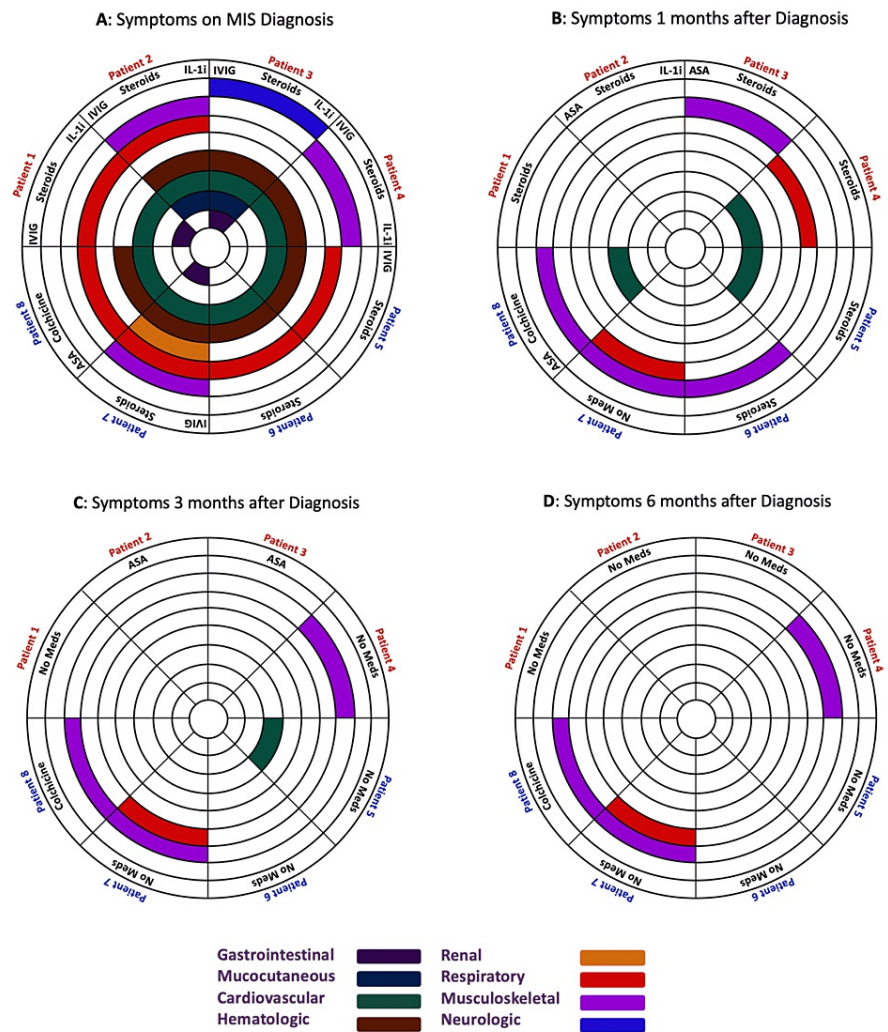 A: Symptoms on MIS Diagnosis
Patient 1
IVIG
Steroids
IL-1i
Patient 2
IVIG
Steroids
IL-1i
Patient 3
IVIG
Steroids
IL-1i
Patient 4
IVIG
Steroids
IL-1i
Patient 5
IVIG
Steroids
Patient 6
Steroids
Patient 7
IVIG
Steroids
Patient 8
ASA
Colchicine
B: Symptoms 1 months after Diagnosis
Patient 1
Steroids
Patient 2
ASA
Steroids
IL-1i
Patient 3
ASA
Steroids
Patient 4
Steroids
Patient 5
Steroids
Patient 6
Steroids
Patient 7
No Meds
Patient 8
ASA
Colchicine
C: Symptoms 3 months after Diagnosis
Patient 1
No Meds
Patient 2
ASA
Patient 3
ASA
Patient 4
No Meds
Patient 5
No Meds
Patient 6
No Meds
Patient 7
No Meds
Patient 8
Colchicine
D: Symptoms 6 months after Diagnosis
Patient 1
No Meds
Patient 2
No Meds
Patient 3
No Meds
Patient 4
No Meds
Patient 5
No Meds
Patient 6
No Meds
Patient 7
No Meds
Patient 8
Colchicine
Gastrointestinal
Mucocutaneous
Cardiovascular
Hematologic
Renal
Respiratory
Musculoskeletal
Neurologic